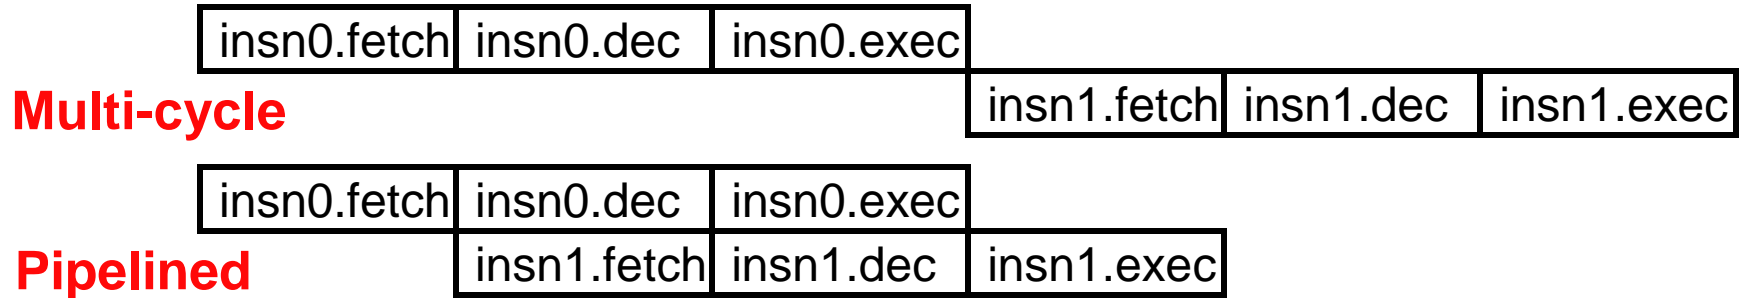 insn0.fetch insn0.dec insn0.exec
Multi-cycle insn1.fetch insn1.dec insn1.exec
insn0.fetch insn0.dec insn0.exec
Pipelined insn1.fetch insn1.dec insn1.exec